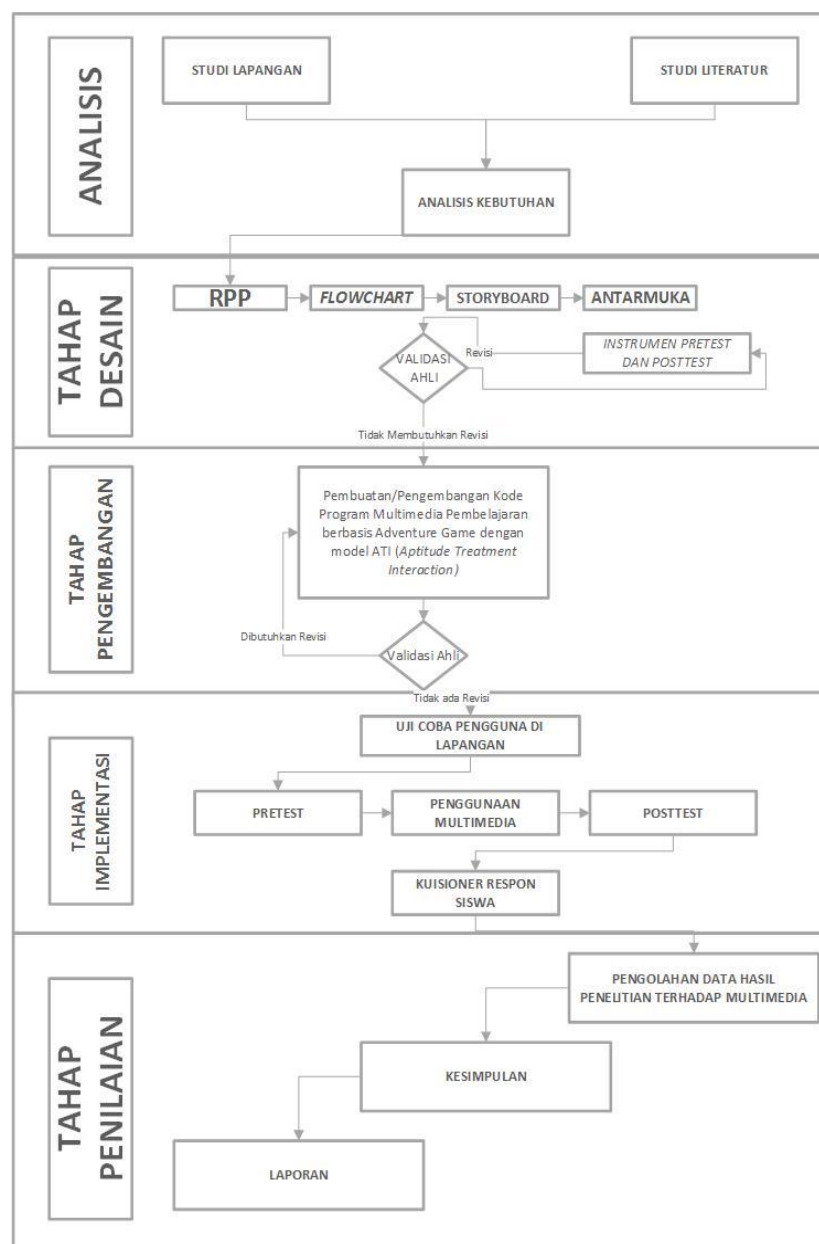 ANALISIS
STUDI LAPANGAN
STUDI LITERATUR
ANALISIS KEBUTUHAN
TAHAP
DESAIN
RPP
FLOWCHART
STORYBOARD
ANTARMUKA
VALIDASI
AHLI
Revisi
INSTRUMEN PRETEST
DAN POSTTEST
Tidak Membutuhkan Revisi
TAHAP
PENGEMBANGAN
Pembuatan/Pengembangan Kode
Program Multimedia Pembelajaran
berbasis Adventure Game dengan
model ATI (Aptitude Treatment
Interaction)
Dibutuhkan Revisi
Validasi Ahli
Tidak ada Revisi
TAHAP
IMPLEMENTASI
UJI COBA PENGGUNA DI
LAPANGAN
PRETEST
PENGGUNAAN
MULTIMEDIA
POSTTEST
KUISIONER RESPON
SISWA
TAHAP
PENILAIAN
PENGOLAHAN DATA HASIL
PENELITIAN TERHADAP MULTIMEDIA
KESIMPULAN
LAPORAN